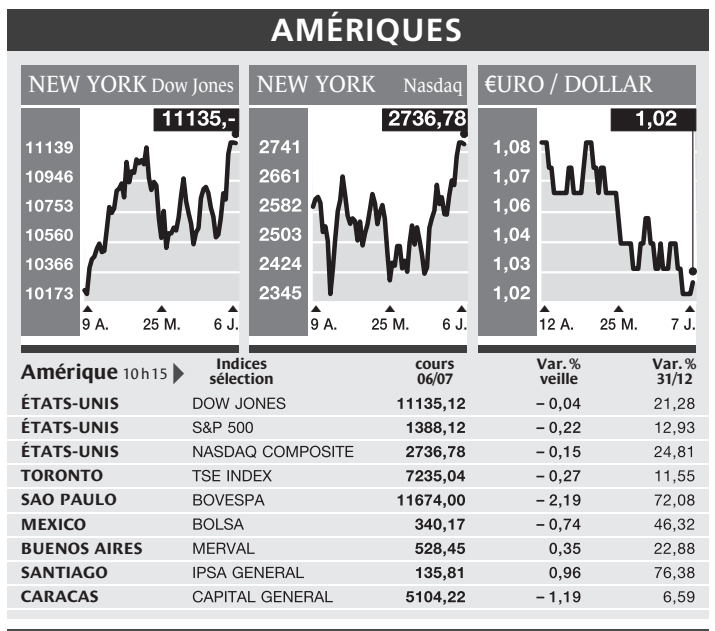 AMÉRIQUES
NEW YORK Dow Jones
11135,-
11139
10946
10753
10560
10366
10173
9 A. 25 M. 6 J.
NEW YORK Nasdaq
2736,78
2741
2661
2582
2503
2424
2345
9 A. 25 M. 6 J.
€URO / DOLLAR
1,02
1,08
1,07
1,06
1,04
1,03
1,02
12 A. 25 M. 7 J.
Amérique 10h15 Indices sélection cours 06/07 Var. % veille Var. % 31/12
ÉTATS-UNIS DOW JONES 11135,12 – 0,04 21,28
ÉTATS-UNIS S&P 500 1388,12 – 0,22 12,93
ÉTATS-UNIS NASDAQ COMPOSITE 2736,78 – 0,15 24,81
TORONTO TSE INDEX 7235,04 – 0,27 11,55
SAO PAULO BOVESPA 11674,00 – 2,19 72,08
MEXICO BOLSA 340,17 – 0,74 46,32
BUENOS AIRES MERVAL 528,45 0,35 22,88
SANTIAGO IPSA GENERAL 135,81 0,96 76,38
CARACAS CAPITAL GENERAL 5104,22 – 1,19 6,59